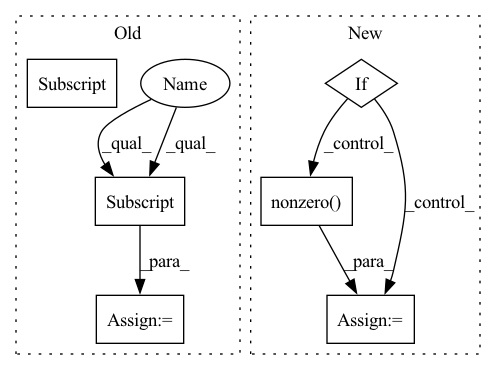 Old
New
Subscript
Name
If
_qual_
_qual_
_control_
Subscript
nonzero()
_control_
_para_
_para_
Assign:=
Assign:=